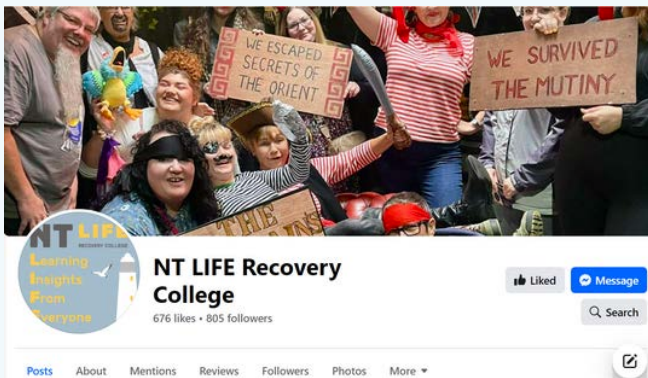 WE ESCAPED
SECRETS OF
THE ORIENT
WE SURVIVED
THE MUTINY
THE
NT LIFE
RECOVERY COLLEGE
Learning
Insights
From
Everyone
NT LIFE Recovery
College
676 likes • 805 followers
Liked
Message
Search
Posts About Mentions Reviews Followers Photos More